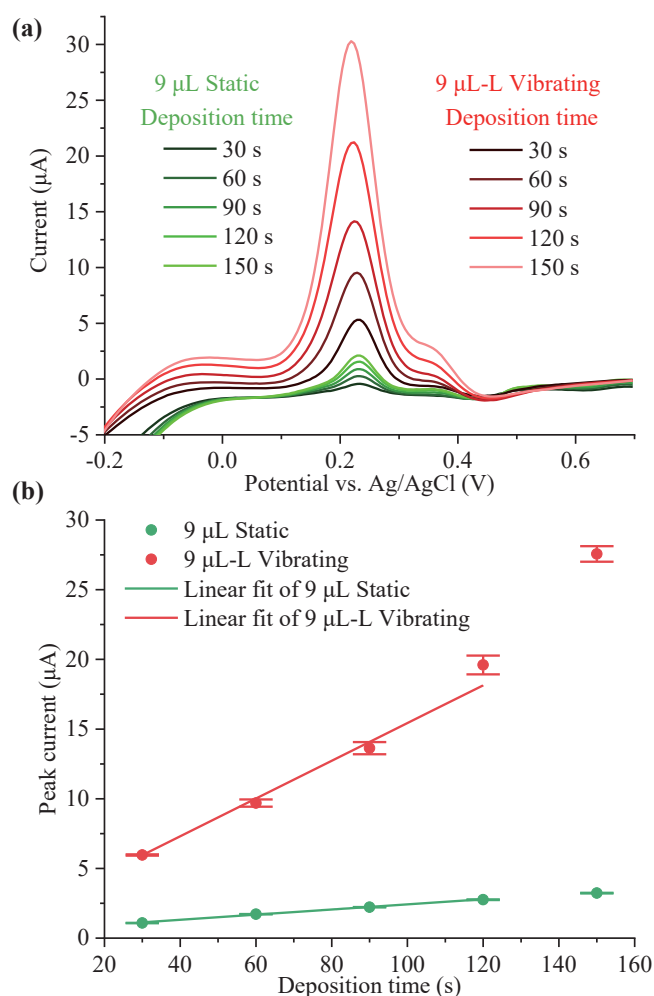 (a)
30
25
20
15
10
5
0
-5
Current (μA)
9 μL Static
Deposition time
30 s
60 s
90 s
120 s
150 s
9 μL-L Vibrating
Deposition time
30 s
60 s
90 s
120 s
150 s
-0.2 0.0 0.2 0.4 0.6
Potential vs. Ag/AgCl (V)
(b)
30
25
20
15
10
5
0
Peak current (μA)
9 μL Static
9 μL-L Vibrating
Linear fit of 9 μL Static
Linear fit of 9 μL-L Vibrating
20 40 60 80 100 120 140 160
Deposition time (s)